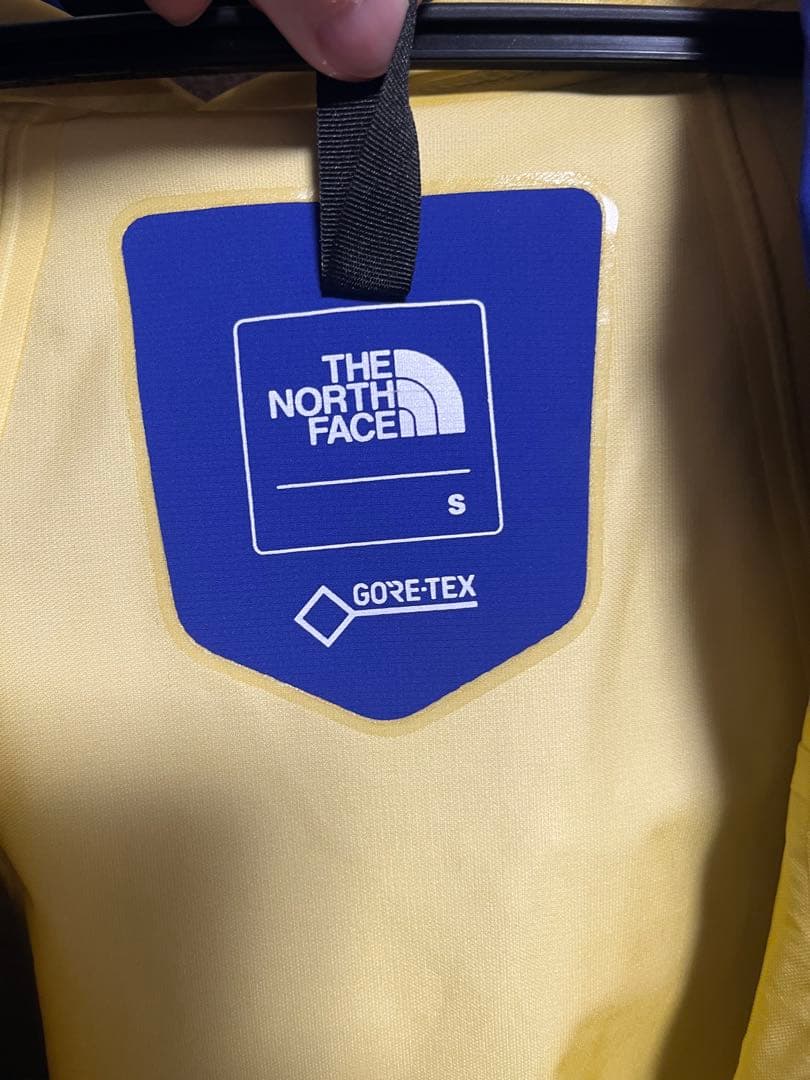 THE
NORTH
FACE
S
GORE-TEX